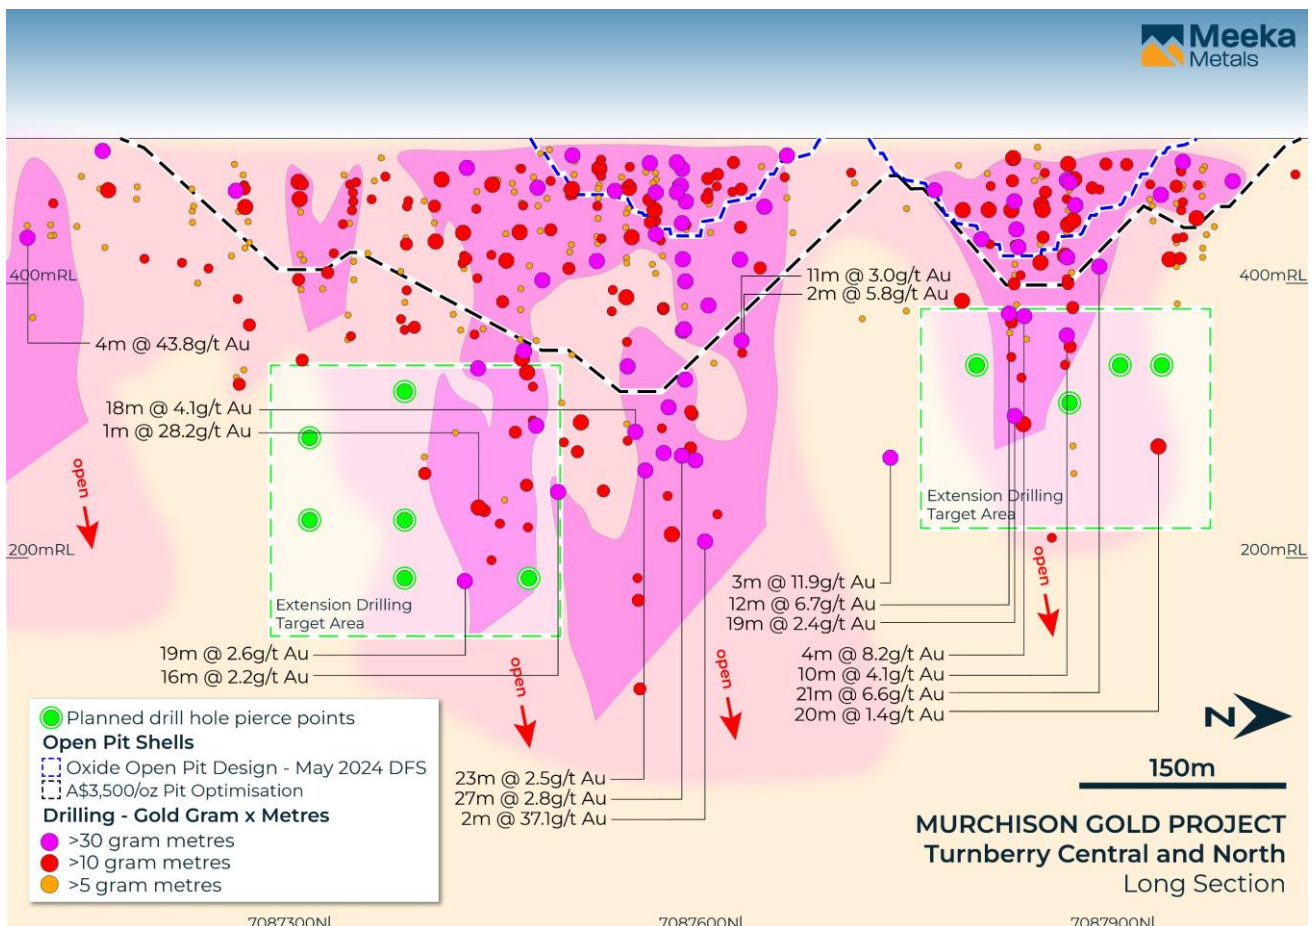 Meeka
Metals
400mRL
400mRL
11m @ 3.0g/t Au
2m @ 5.8g/t Au
4m @ 43.8g/t Au
18m @ 4.1g/t Au
1m @ 28.2g/t Au
open
Extension Drilling
Target Area
200mRL
200mRL
open
3m @ 11.9g/t Au
12m @ 6.7g/t Au
19m @ 2.4g/t Au
Extension Drilling
Target Area
19m @ 2.6g/t Au
16m @ 2.2g/t Au
open
open
4m @ 8.2g/t Au
10m @ 4.1g/t Au
21m @ 6.6g/t Au
20m @ 1.4g/t Au
N
Planned drill hole pierce points
Open Pit Shells
Oxide Open Pit Design - May 2024 DFS
A$3,500/oz Pit Optimisation
Drilling - Gold Gram x Metres
>30 gram metres
>10 gram metres
>5 gram metres
23m @ 2.5g/t Au
27m @ 2.8g/t Au
2m @ 37.1g/t Au
150m
MURCHISON GOLD PROJECT
Turnberry Central and North
Long Section
7087300N
7087600N
7087900N